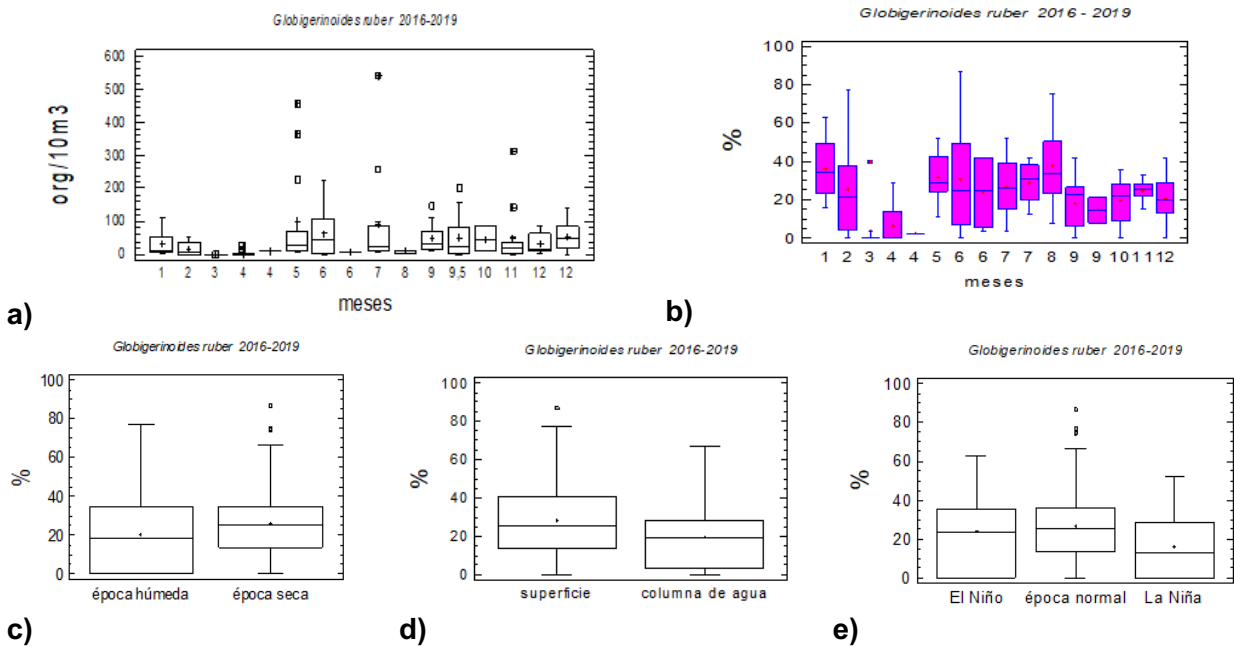 Globigerinoides ruber 2016-2019
org/10m3
600
500
400
300
200
100
0
1 2 3 4 4 5 6 6 7 8 9 9,5 10 11 12 12
meses
a)
Globigerinoides ruber 2016 - 2019
%
100
80
60
40
20
0
1 2 3 4 4 5 6 6 7 7 8 9 9 10 11 12
meses
b)
Globigerinoides ruber 2016-2019
%
100
80
60
40
20
0
época húmeda época seca
c)
Globigerinoides ruber 2016-2019
%
100
80
60
40
20
0
superficie columna de agua
d)
Globigerinoides ruber 2016-2019
%
100
80
60
40
20
0
El Niño época normal La Niña
e)